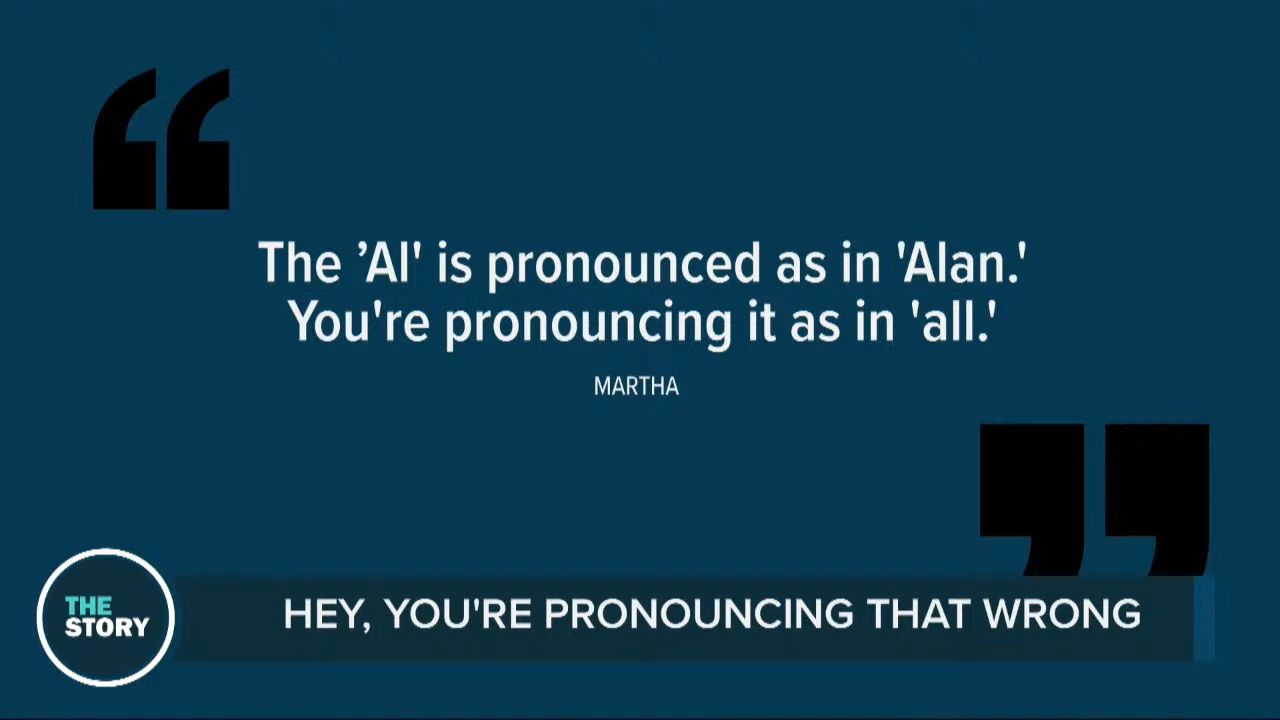 The ’Al' is pronounced as in 'Alan.'
You're pronouncing it as in 'all.'
MARTHA
THE
STORY
HEY, YOU'RE PRONOUNCING THAT WRONG